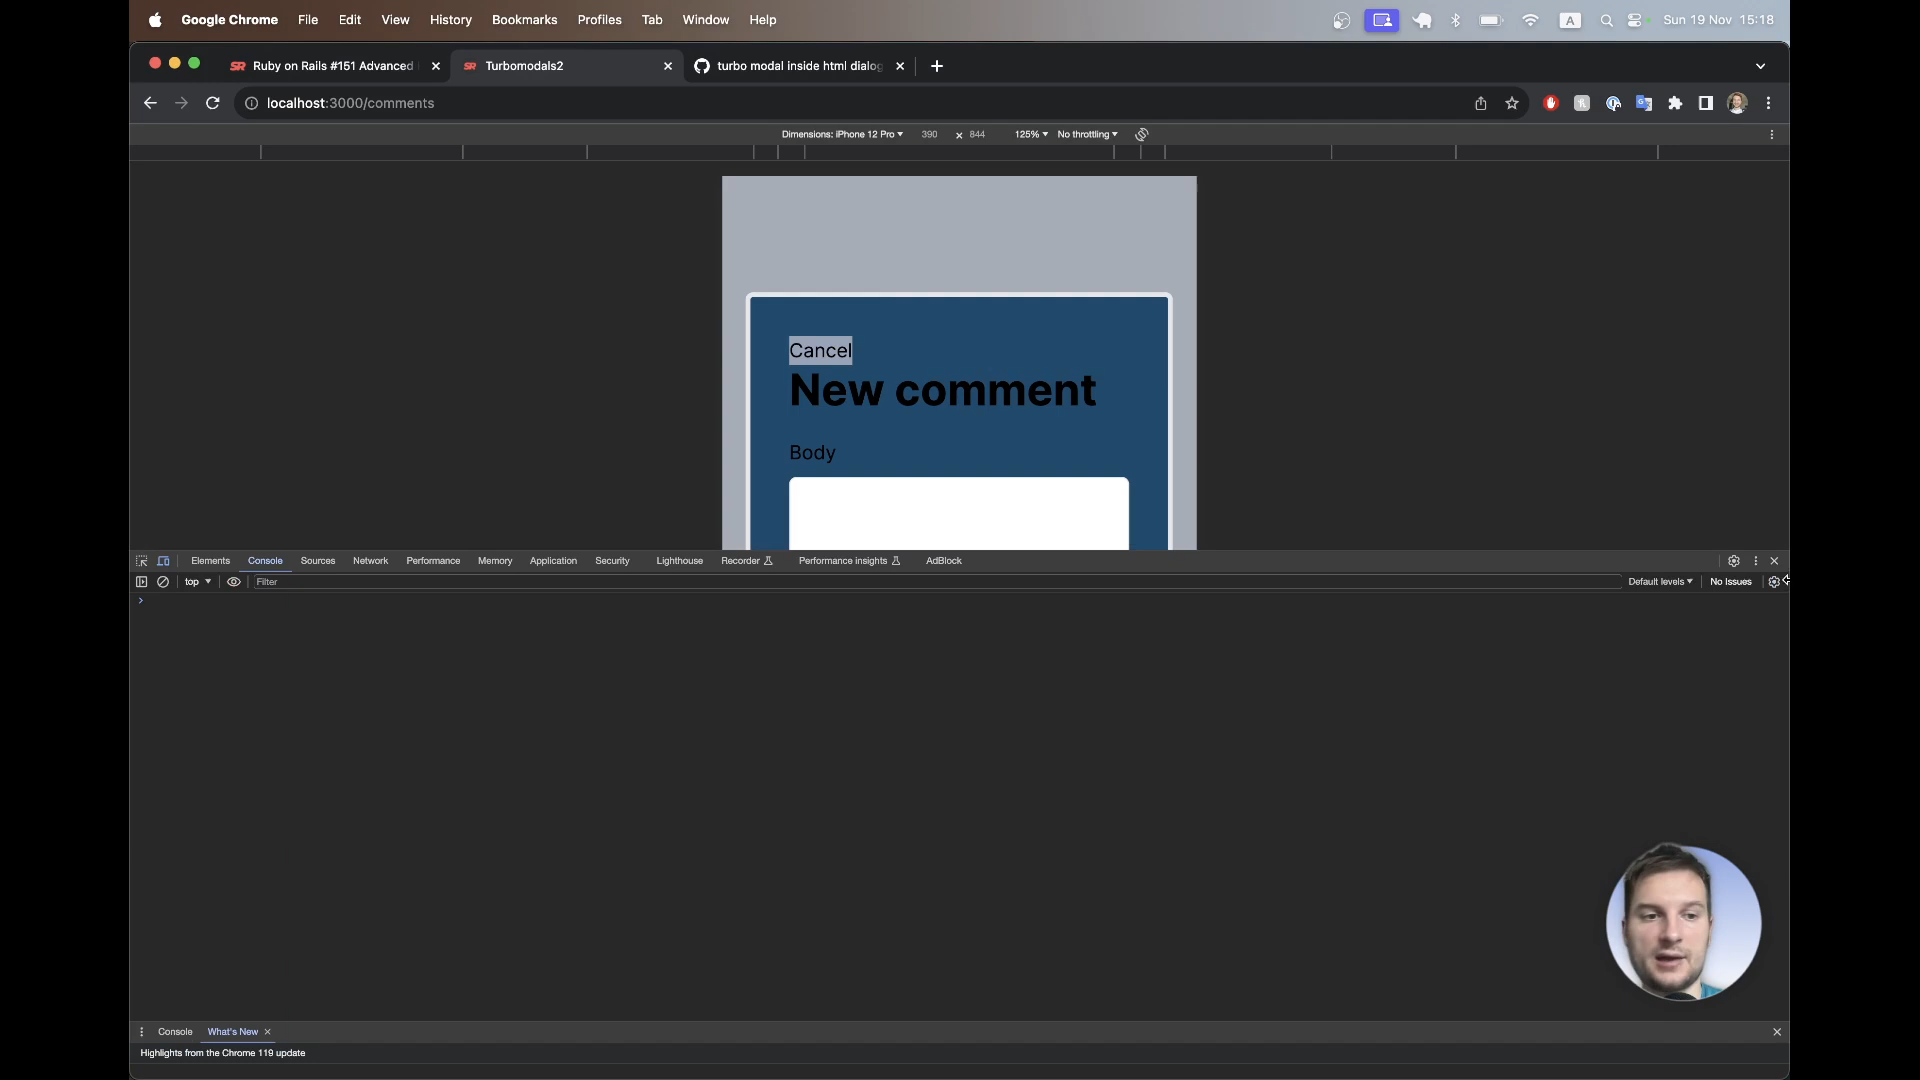 Google Chrome File Edit View History Bookmarks Profiles Tab Window Help A Sun 19 Nov 15:18
Ruby on Rails #151 Advanced Turbomodals2 turbo modal inside html dialog
localhost:3000/comments
Dimensions: iPhone 12 Pro 390 × 844 125% No throttling
Cancel
New comment
Body
Elements Console Sources Network Performance Memory Application Security Lighthouse Recorder Performance insights AdBlock
top Filter Default levels No Issues
Console What's New
Highlights from the Chrome 119 update